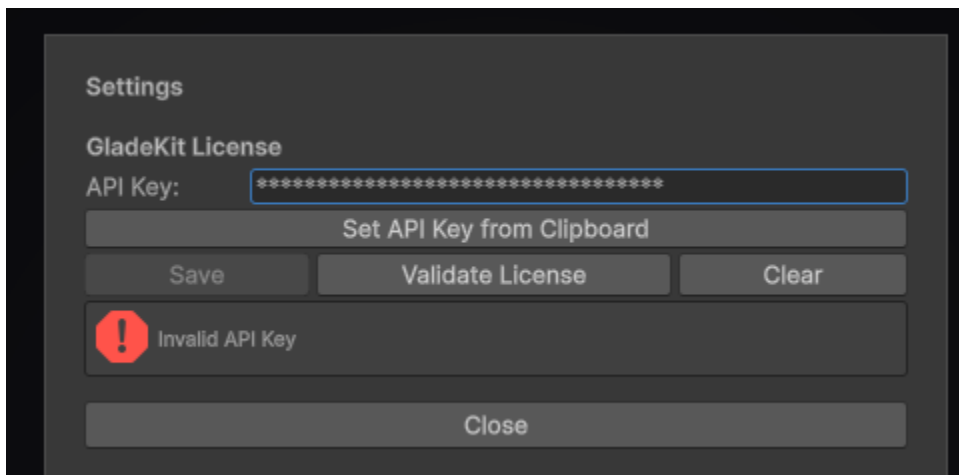 Settings
GladeKit License
API Key: **********************************
Set API Key from Clipboard
Save Validate License Clear
Invalid API Key
Close